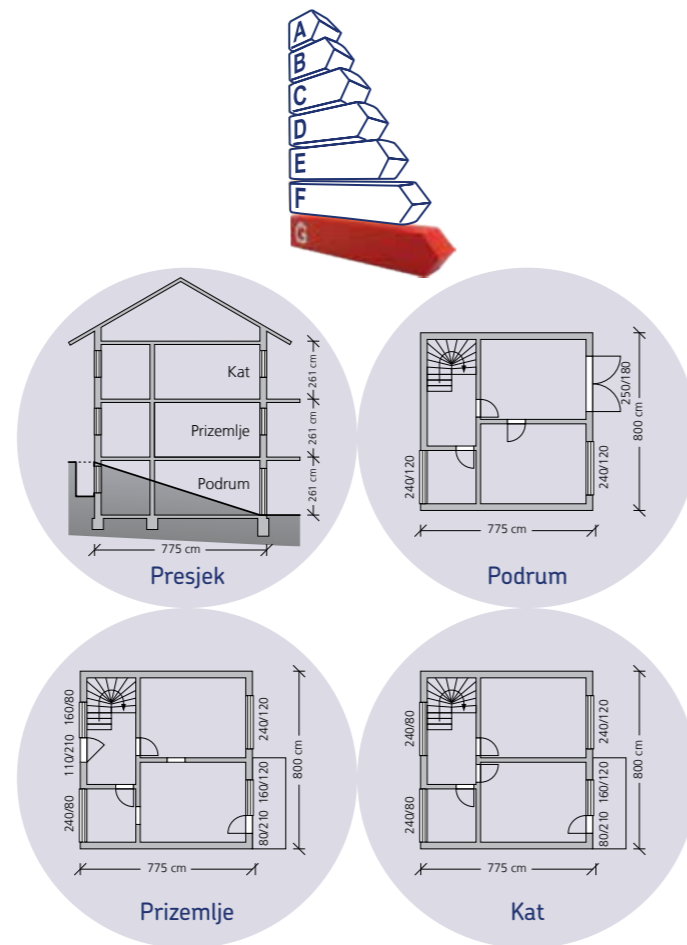 A
B
C
D
E
F
G
Kat
261 cm
Prizemlje
261 cm
Podrum
261 cm
775 cm
Presjek
240/120
250/180
240/120
800 cm
775 cm
Podrum
160/80
110/210
240/80
240/120
160/120
80/210
800 cm
775 cm
Prizemlje
240/80
240/80
240/120
160/120
80/210
800 cm
775 cm
Kat